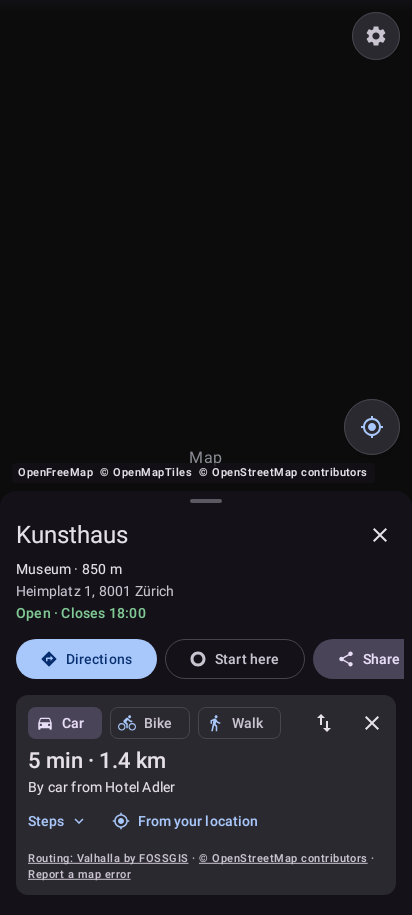 Map
OpenFreeMap © OpenMapTiles © OpenStreetMap contributors
Kunsthaus
Museum · 850 m
Heimplatz 1, 8001 Zürich
Open · Closes 18:00
Directions Start here Share
Car Bike Walk
5 min · 1.4 km
By car from Hotel Adler
Steps From your location
Routing: Valhalla by FOSSGIS · © OpenStreetMap contributors ·
Report a map error